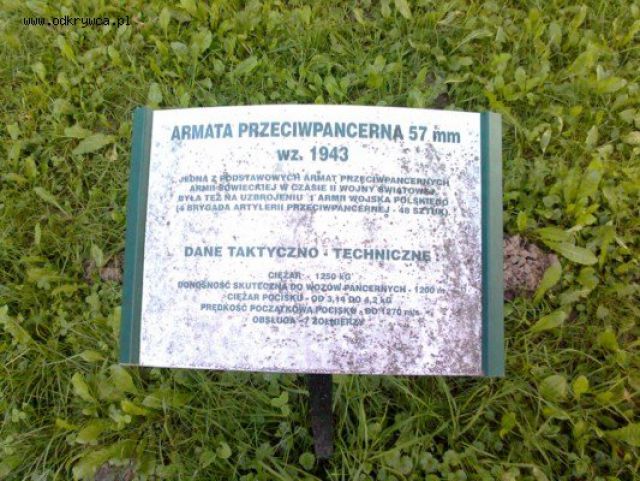 www.odkrywca.pl
ARMATA PRZECIWPANCERNA 57 mm
wz. 1943
JEDNA Z PODSTAWOWYCH ARMAT PRZECIWPANCERNYCH
ARMII SOWIECKIEJ W CZASIE II WOJNY ŚWIATOWEJ,
BYŁA TEŻ NA UZBROJENIU 1 ARMII WOJSKA POLSKIEGO
(4 BRYGADA ARTYLERII PRZECIWPANCERNEJ - 48 SZTUK).
DANE TAKTYCZNO - TECHNICZNE :
CIĘŻAR - 1250 kG
DONOŚNOŚĆ SKUTECZNA DO WOZÓW PANCERNYCH - 1200 m
CIĘŻAR POCISKU - OD 3,14 DO 4,2 kG
PRĘDKOŚĆ POCZĄTKOWA POCISKU - DO 1270 m/s
OBSŁUGA - 7 ŻOŁNIERZY